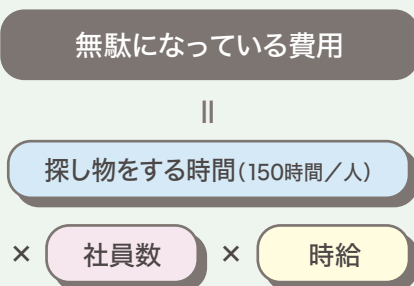 無駄になっている費用
||
探し物をする時間(150時間／人)
× 社員数 × 時給